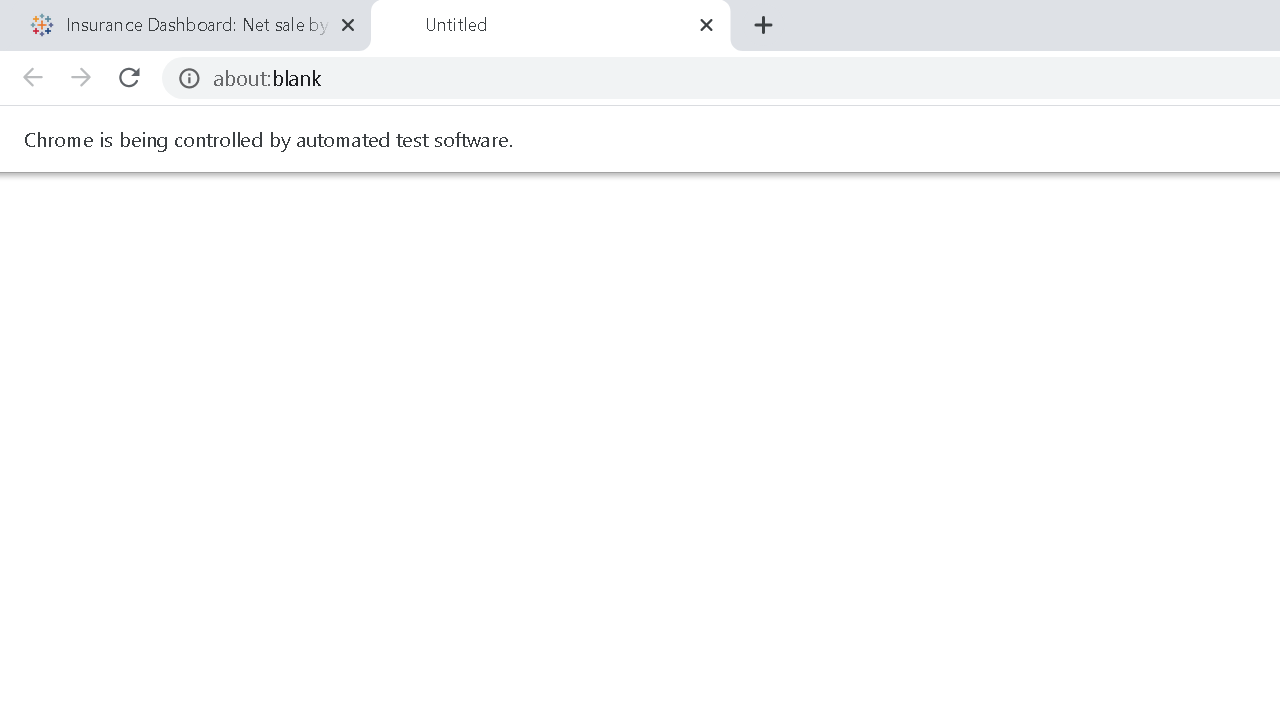 Insurance Dashboard: Net sale by
Untitled
about:blank
Chrome is being controlled by automated test software.